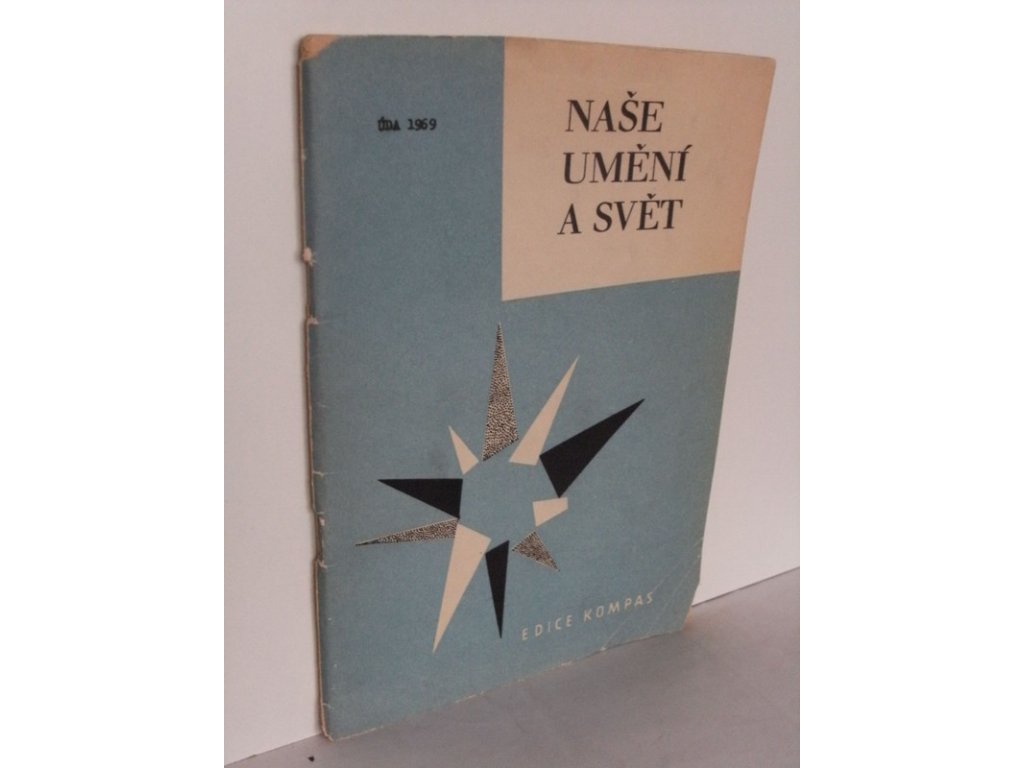 ÚDA 1969
NAŠE
UMĚNÍ
A SVĚT
EDICE KOMPAS